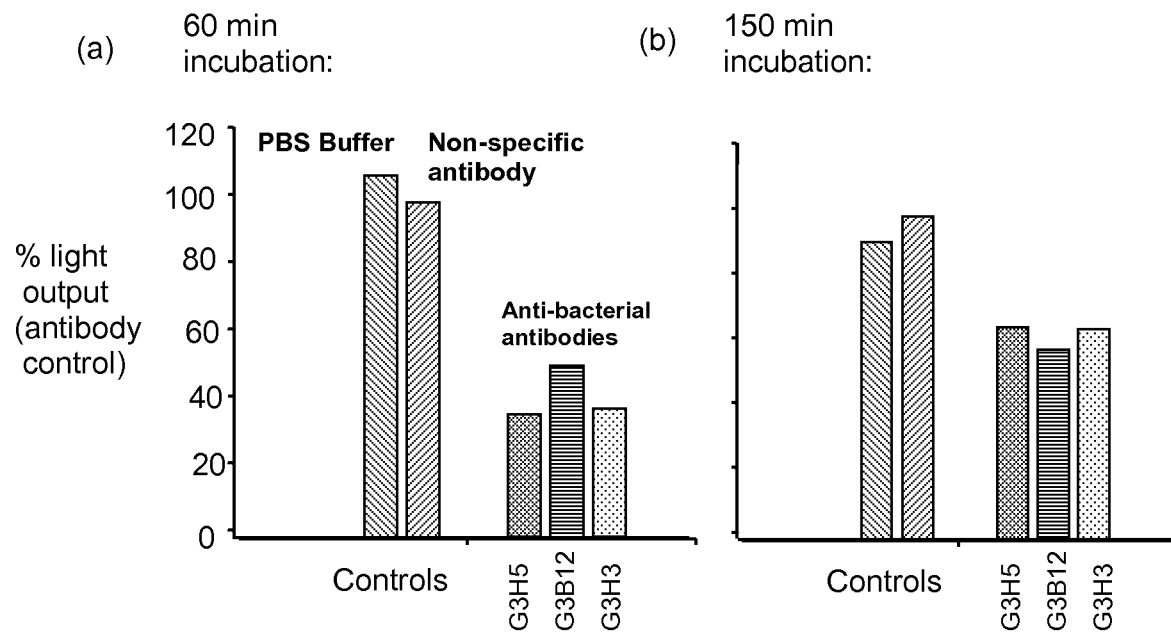 (a)
60 min
incubation:
(b)
150 min
incubation:
120
100
80
60
40
20
0
% light
output
(antibody
control)
PBS Buffer
Non-specific
antibody
Anti-bacterial
antibodies
Controls
G3H5
G3B12
G3H3
Controls
G3H5
G3B12
G3H3